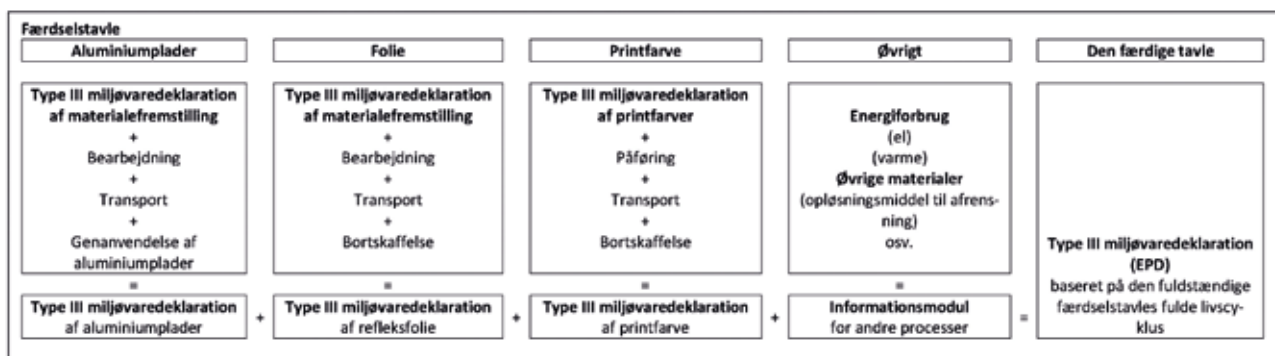 Færdselstavle
Aluminiumplader
Type III miljøvaredeklaration
af materialefremstilling
+
Bearbejdning
+
Transport
+
Genanvendelse af
aluminiumplader
=
Type III miljøvaredeklaration
af aluminiumplader
+
Folie
Type III miljøvaredeklaration
af materialefremstilling
+
Bearbejdning
+
Transport
+
Bortskaffelse
=
Type III miljøvaredeklaration
af refleksfolie
+
Printfarve
Type III miljøvaredeklaration
af printfarver
+
Påføring
+
Transport
+
Bortskaffelse
=
Type III miljøvaredeklaration
af printfarve
+
Øvrigt
Energiforbrug
(el)
(varme)
Øvrige materialer
(opløsningsmiddel til afrens-
ning)
osv.
=
Informationsmodul
for andre processer
=
Den færdige tavle
Type III miljøvaredeklaration
(EPD)
baseret på den fuldstændige
færdselstavles fulde livscy-
klus